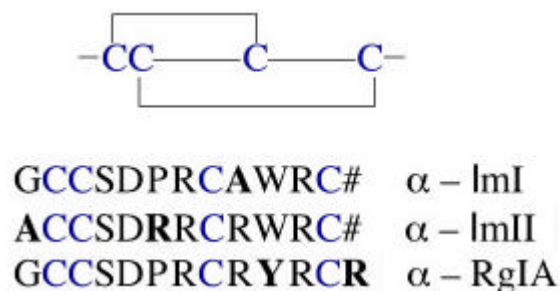 –CC C C–
GCCSDPRCAWRC# α – ImI
ACCSDRRCRWRC# α – ImII
GCCSDPRCRYRCR α – RgIA